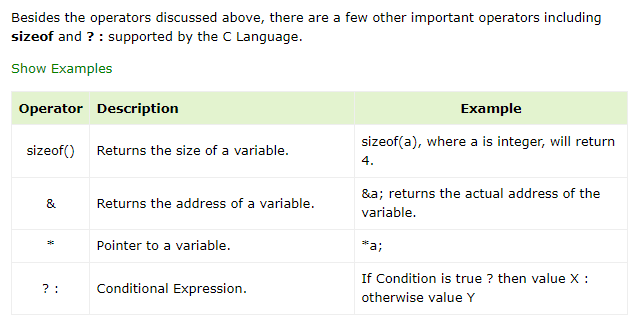 Besides the operators discussed above, there are a few other important operators including
sizeof and ? : supported by the C Language.
Show Examples
Operator Description Example
sizeof() Returns the size of a variable. sizeof(a), where a is integer, will return
4.
& Returns the address of a variable. &a; returns the actual address of the
variable.
* Pointer to a variable. *a;
? : Conditional Expression. If Condition is true ? then value X :
otherwise value Y